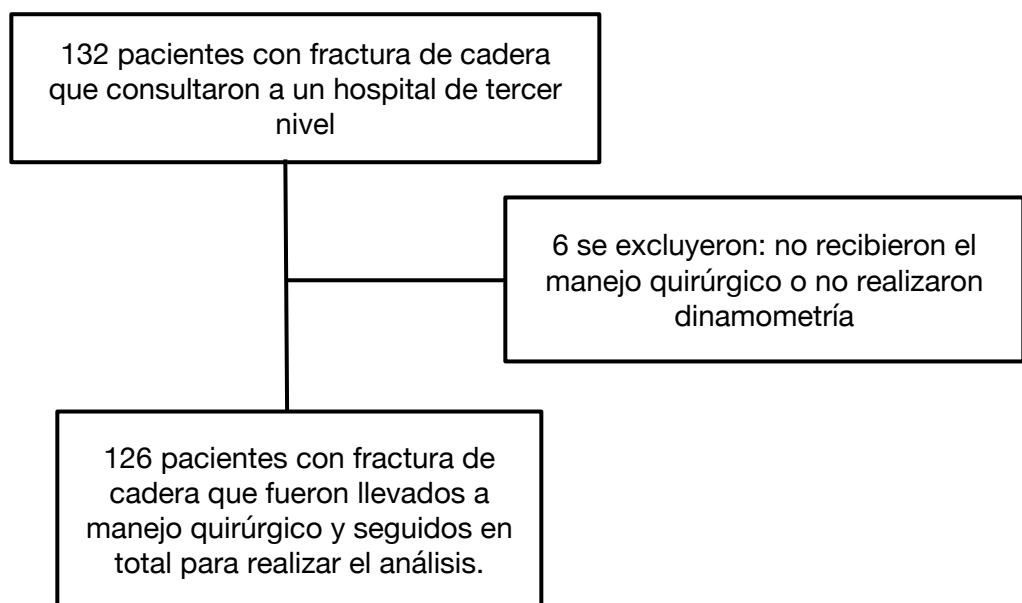 132 pacientes con fractura de cadera
que consultaron a un hospital de tercer
nivel
6 se excluyeron: no recibieron el
manejo quirúrgico o no realizaron
dinamometría
126 pacientes con fractura de
cadera que fueron llevados a
manejo quirúrgico y seguidos en
total para realizar el análisis.